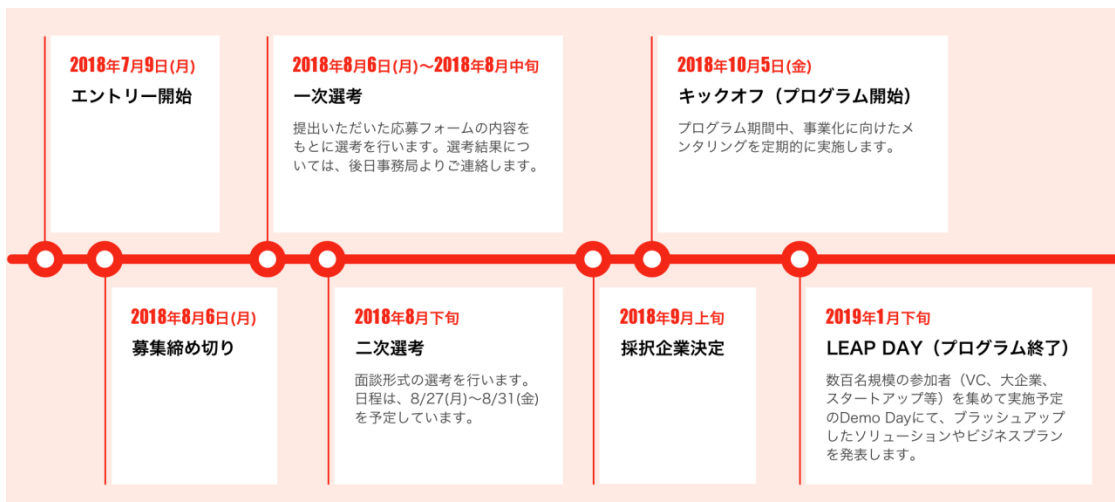 2018年7月9日(月)
エントリー開始
2018年8月6日(月)〜2018年8月中旬
一次選考
提出いただいた応募フォームの内容を
もとに選考を行います。選考結果につ
いては、後日事務局よりご連絡します。
2018年10月5日(金)
キックオフ（プログラム開始）
プログラム期間中、事業化に向けたメ
ンタリングを定期的に実施します。
2018年8月6日(月)
募集締め切り
2018年8月下旬
二次選考
面談形式の選考を行います。
日程は、8/27(月)〜8/31(金)
を予定しています。
2018年9月上旬
採択企業決定
2019年1月下旬
LEAP DAY（プログラム終了）
数百名規模の参加者（VC、大企業、
スタートアップ等）を集めて実施予定
のDemo Dayにて、ブラッシュアップ
したソリューションやビジネスプラン
を発表します。